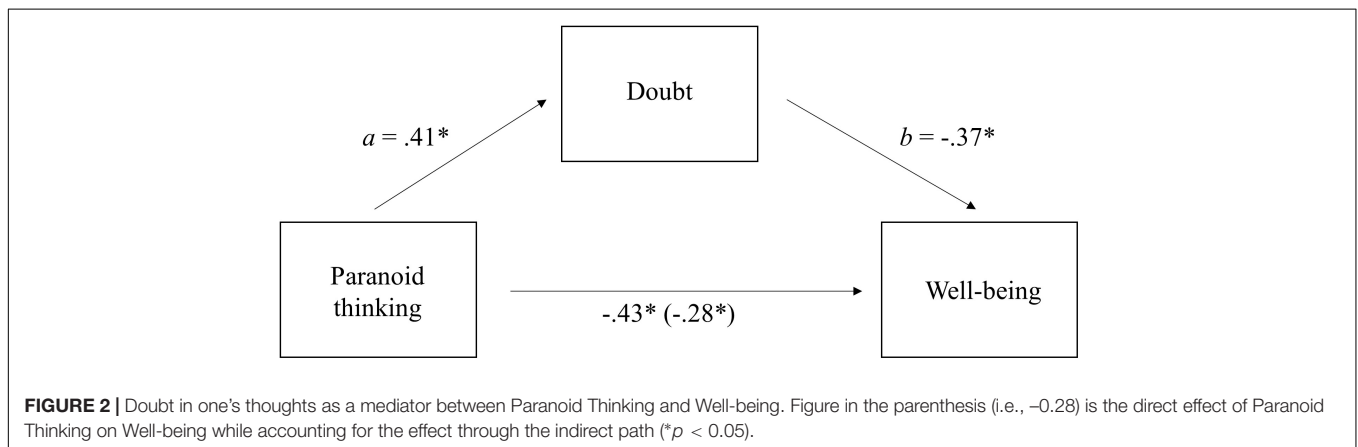 Doubt
a = .41*
b = -.37*
Paranoid
thinking
Well-being
-.43* (-.28*)
FIGURE 2 | Doubt in one's thoughts as a mediator between Paranoid Thinking and Well-being. Figure in the parenthesis (i.e., –0.28) is the direct effect of Paranoid
Thinking on Well-being while accounting for the effect through the indirect path (*p < 0.05).